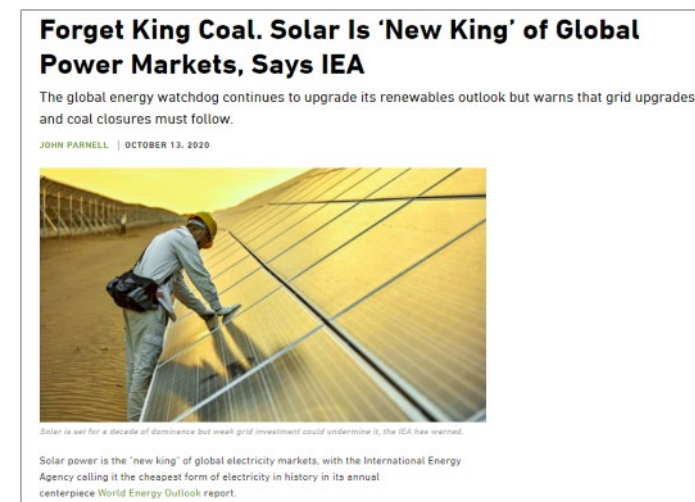 Forget King Coal. Solar Is ‘New King’ of Global
Power Markets, Says IEA
The global energy watchdog continues to upgrade its renewables outlook but warns that grid upgrades
and coal closures must follow.
JOHN PARNELL | OCTOBER 13, 2020
Solar is set for a decade of dominance but weak grid investment could undermine it, the IEA has warned.
Solar power is the "new king" of global electricity markets, with the International Energy
Agency calling it the cheapest form of electricity in history in its annual
centerpiece World Energy Outlook report.